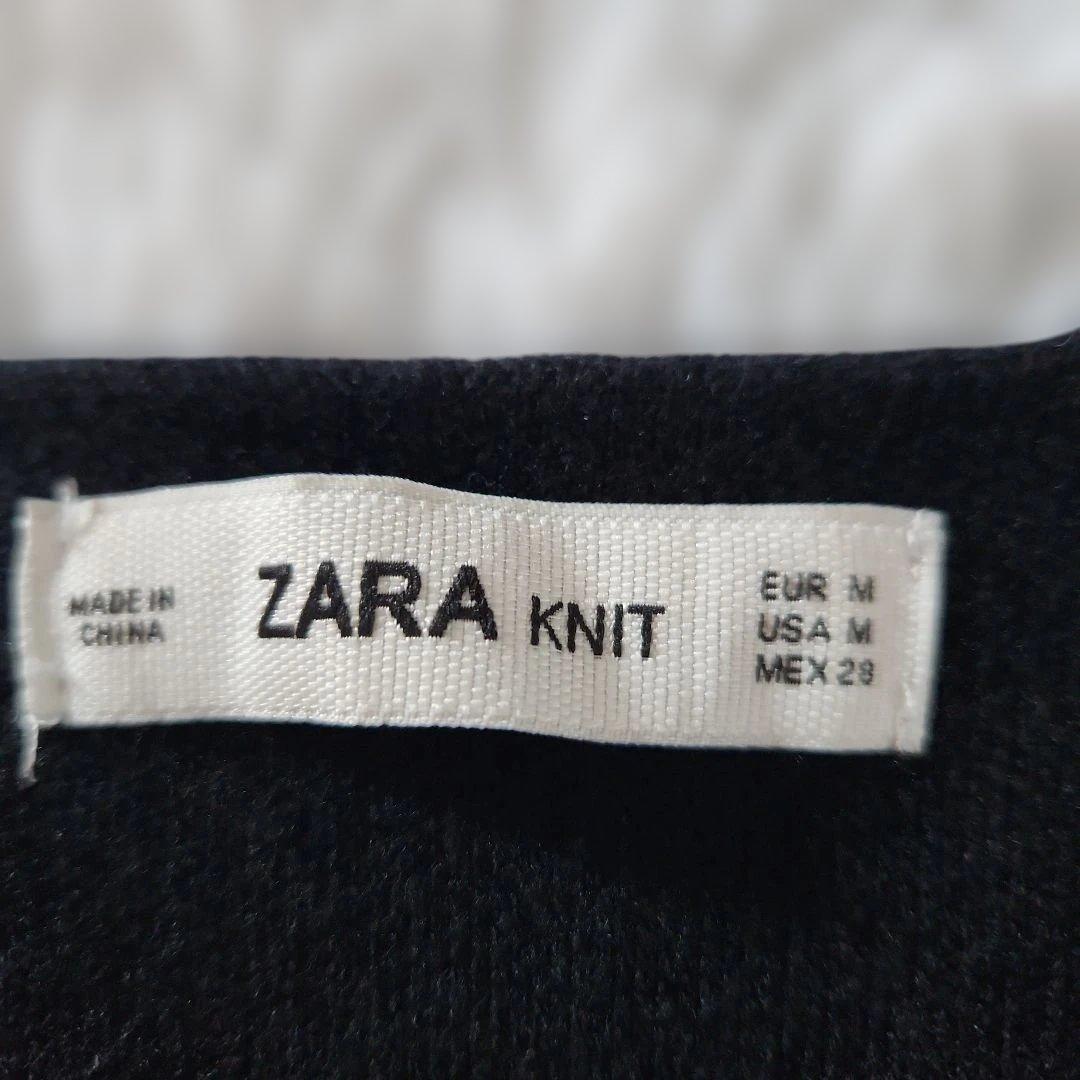 MADE IN
CHINA
ZARA KNIT
EUR M
USA M
MEX 28